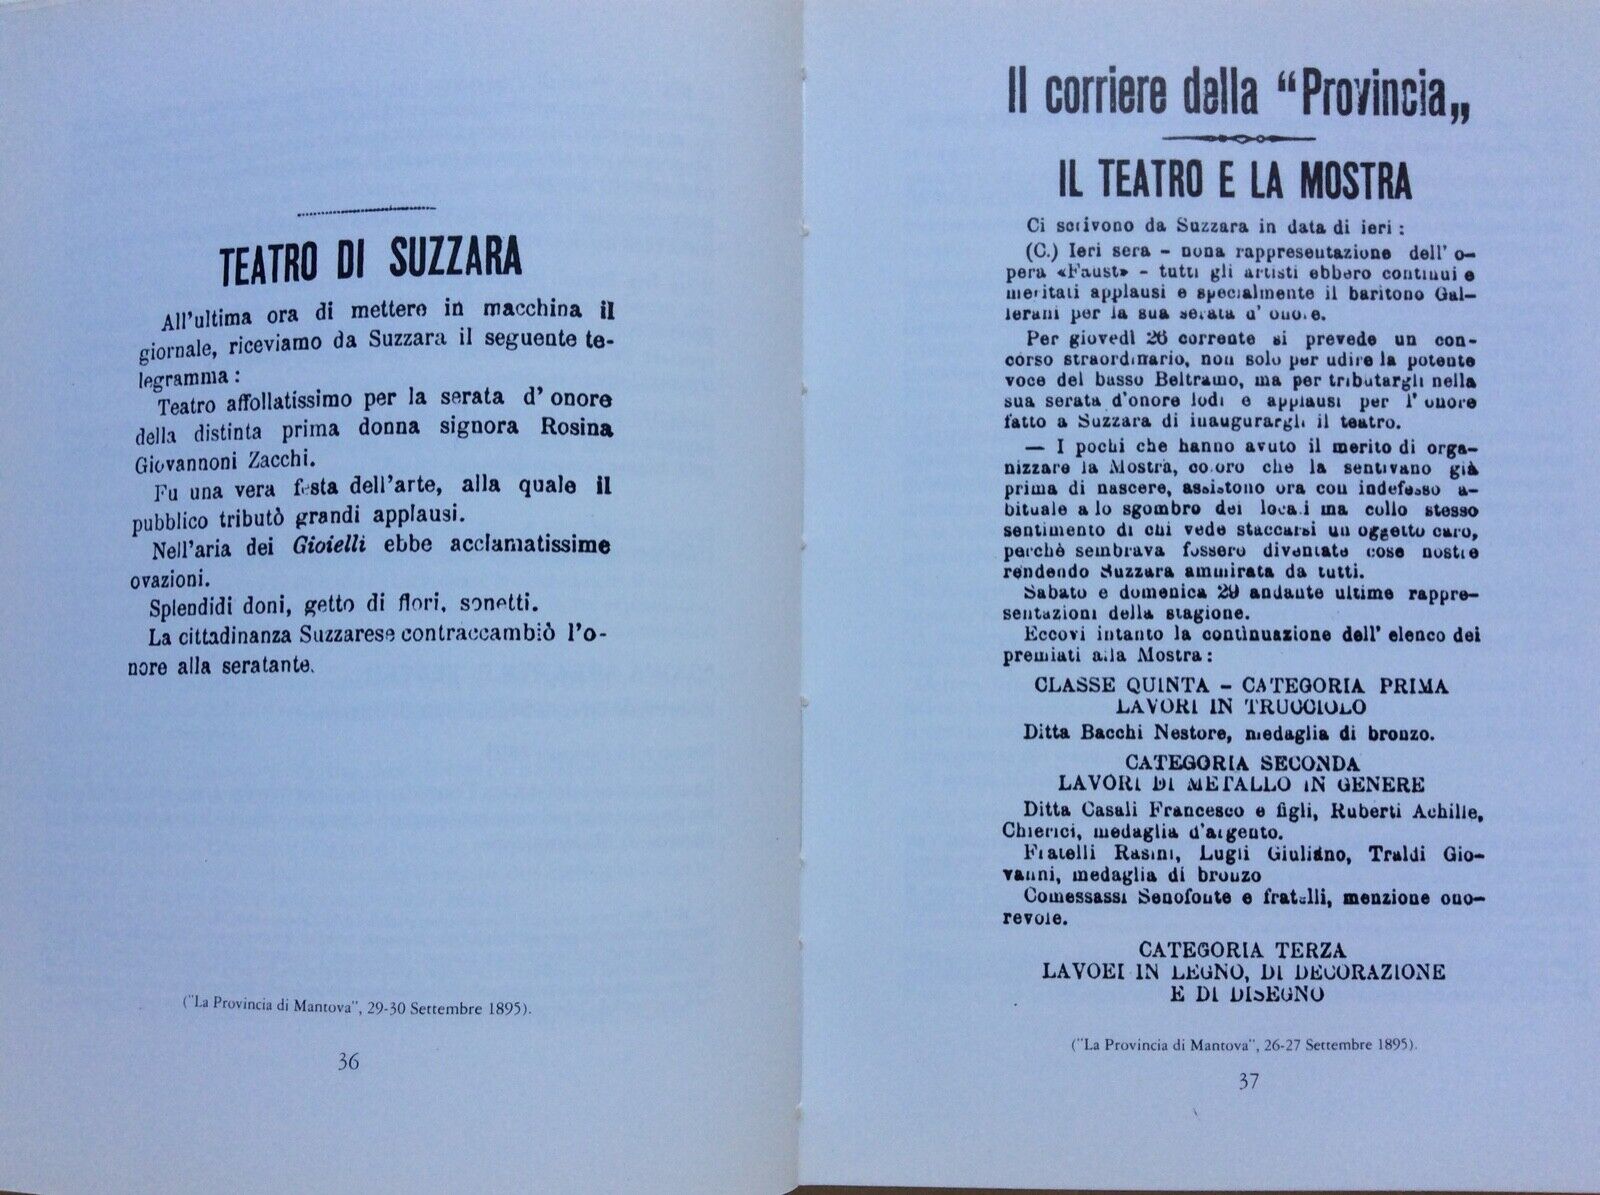 TEATRO DI SUZZARA
All'ultima ora di mettere in macchina il
giornale, riceviamo da Suzzara il seguente te-
legramma :
Teatro affollatissimo per la serata d' onore
della distinta prima donna signora Rosina
Giovannoni Zacchi.
Fu una vera festa dell'arte, alla quale il
pubblico tributò grandi applausi.
Nell'aria dei Gioielli ebbe acclamatissime
ovazioni.
Splendidi doni, getto di fiori, sonetti.
La cittadinanza Suzzarese contraccambiò l'o-
nore alla seratante.
("La Provincia di Mantova", 29-30 Settembre 1895).
36
Il corriere della “Provincia„
IL TEATRO E LA MOSTRA
Ci scrivono da Suzzara in data di ieri :
(C.) Ieri sera - nona rappresentazione dell' o-
pera «Faust» - tutti gli artisti ebbero continui e
meritati applausi e specialmente il baritono Gal-
lerani per la sua serata d' onore.
Per giovedì 26 corrente si prevede un con-
corso straordinario, non solo per udire la potente
voce del basso Beltramo, ma per tributargli nella
sua serata d'onore lodi e applausi per l' onore
fatto a Suzzara di inaugurargli il teatro.
— I pochi che hanno avuto il merito di orga-
nizzare la Mostra, coloro che la sentivano già
prima di nascere, assistono ora con indefesso a-
bituale a lo sgombro dei locali ma collo stesso
sentimento di chi vede staccarsi un oggetto caro,
perchè sembrava fossero diventate cose nostre
rendendo Suzzara ammirata da tutti.
Sabato e domenica 29 andante ultime rappre-
sentazioni della stagione.
Eccovi intanto la continuazione dell' elenco dei
premiati alla Mostra :
CLASSE QUINTA - CATEGORIA PRIMA
LAVORI IN TRUCCIOLO
Ditta Bacchi Nestore, medaglia di bronzo.
CATEGORIA SECONDA
LAVORI DI METALLO IN GENERE
Ditta Casali Francesco e figli, Ruberti Achille,
Chierici, medaglia d'argento.
Fratelli Rasini, Lugli Giuliano, Traldi Gio-
vanni, medaglia di bronzo
Comessassi Senofonte e fratelli, menzione ono-
revole.
CATEGORIA TERZA
LAVOEI IN LEGNO, DI DECORAZIONE
E DI DISEGNO
("La Provincia di Mantova", 26-27 Settembre 1895).
37